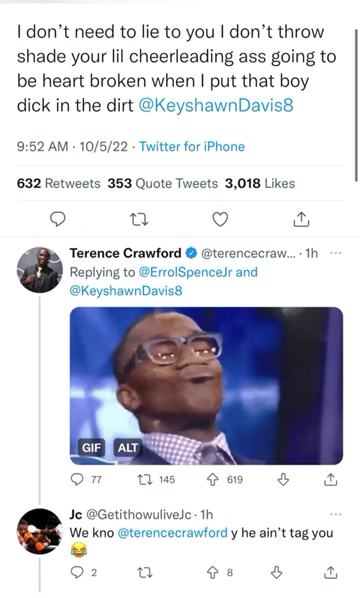 I don't need to lie to you I don't throw
shade your lil cheerleading ass going to
be heart broken when I put that boy
dick in the dirt @KeyshawnDavis8
9:52 AM · 10/5/22 · Twitter for iPhone
632 Retweets 353 Quote Tweets 3,018 Likes
Terence Crawford @terencecraw... · 1h
Replying to @ErrolSpenceJr and
@KeyshawnDavis8
GIF ALT
77 145 619
Jc @GetithowuliveJc · 1h
We kno @terencecrawford y he ain't tag you
😂
2 8